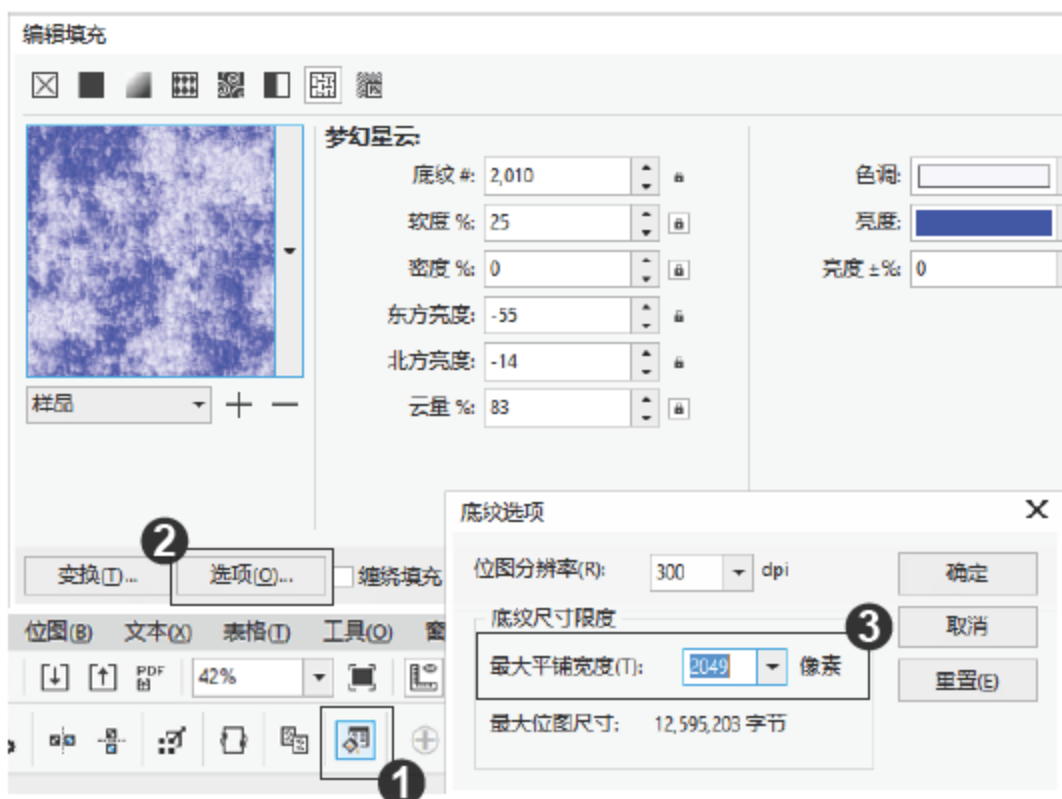 编辑填充
梦幻星云:
底纹 #: 2,010
软度 %: 25
密度 %: 0
东方亮度: -55
北方亮度: -14
云量 %: 83
色调:
亮度:
亮度 ±%: 0
样品
2
变换(T)... 选项(O)... 缠绕填充
位图(B) 文本(X) 表格(T) 工具(O) 窗
PDF 42%
1
底纹选项
位图分辨率(R): 300 dpi
底纹尺寸限度
3
最大平铺宽度(T): 2049 像素
最大位图尺寸: 12,595,203 字节
确定
取消
重置(E)